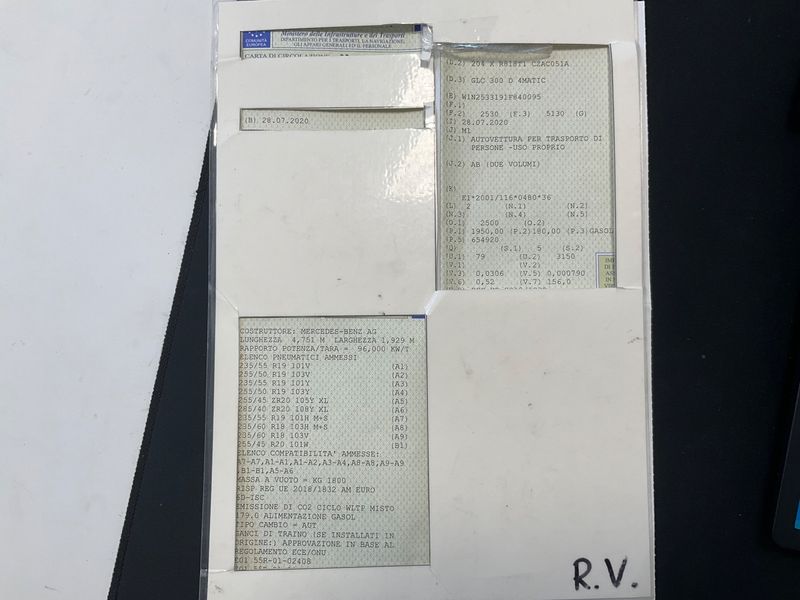 COMUNITÀ
EUROPEA
Ministero delle Infrastrutture e dei Trasporti
DIPARTIMENTO PER I TRASPORTI, LA NAVIGAZIONE,
GLI AFFARI GENERALI ED IL PERSONALE
CARTA DI CIRCOLAZIONE
(B) 28.07.2020
(D.2) 204 X R818T1 CZAC051A
(D.3) GLC 300 D 4MATIC
(E) W1N2533191F840095
(F.1)
(F.2) 2530 (F.3) 5130 (G)
(I) 28.07.2020
(J) M1
(J.1) AUTOVETTURA PER TRASPORTO DI
PERSONE -USO PROPRIO
(J.2) AB (DUE VOLUMI)
(K)
E1*2001/116*0480*36
(L) 2 (N.1) (N.2)
(N.3) (N.4) (N.5)
(O.1) 2500 (O.2)
(P.1) 1950,00 (P.2)180,00 (P.3)GASOL
(P.5) 654920
(Q) (S.1) 5 (S.2)
(U.1) 79 (U.2) 3150
(V.1) (V.2)
(V.3) 0,0306 (V.5) 0,000790
(V.6) 0,52 (V.7) 156,0
COSTRUTTORE: MERCEDES-BENZ AG
LUNGHEZZA 4,751 M LARGHEZZA 1,929 M
RAPPORTO POTENZA/TARA = 96,000 KW/T
ELENCO PNEUMATICI AMMESSI
235/55 R19 101V (A1)
255/50 R19 103V (A2)
235/55 R19 101Y (A3)
255/50 R19 103Y (A4)
255/45 ZR20 105Y XL (A5)
285/40 ZR20 108Y XL (A6)
235/55 R19 101H M+S (A7)
235/60 R18 103H M+S (A8)
235/60 R18 103V (A9)
255/45 R20 101W (B1)
ELENCO COMPATIBILITA' AMMESSE:
A7-A7,A1-A1,A1-A2,A3-A4,A8-A8,A9-A9
,B1-B1,A5-A6
MASSA A VUOTO = KG 1800
RISP REG UE 2018/1832 AM EURO
6D-ISC
EMISSIONE DI CO2 CICLO WLTP MISTO
179.0 ALIMENTAZIONE GASOL
TIPO CAMBIO = AUT
GANCI DI TRAINO (SE INSTALLATI IN
ORIGINE:) APPROVAZIONE IN BASE AL
REGOLAMENTO ECE/ONU
E01 55R-01-02408
R.V.